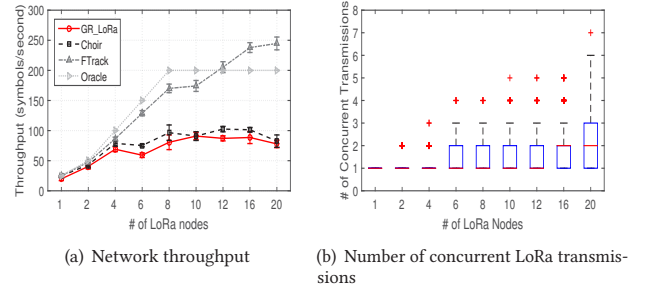 300
250
200
150
100
50
0
Throughput (symbols/second)
GR_LoRa
Choir
FTrack
Oracle
1 2 4 6 8 10 12 16 20
# of LoRa nodes
(a) Network throughput
8
7
6
5
4
3
2
1
0
# of Concurrent Transmissions
1 2 4 6 8 10 12 16 20
# of LoRa Nodes
(b) Number of concurrent LoRa transmis-
sions